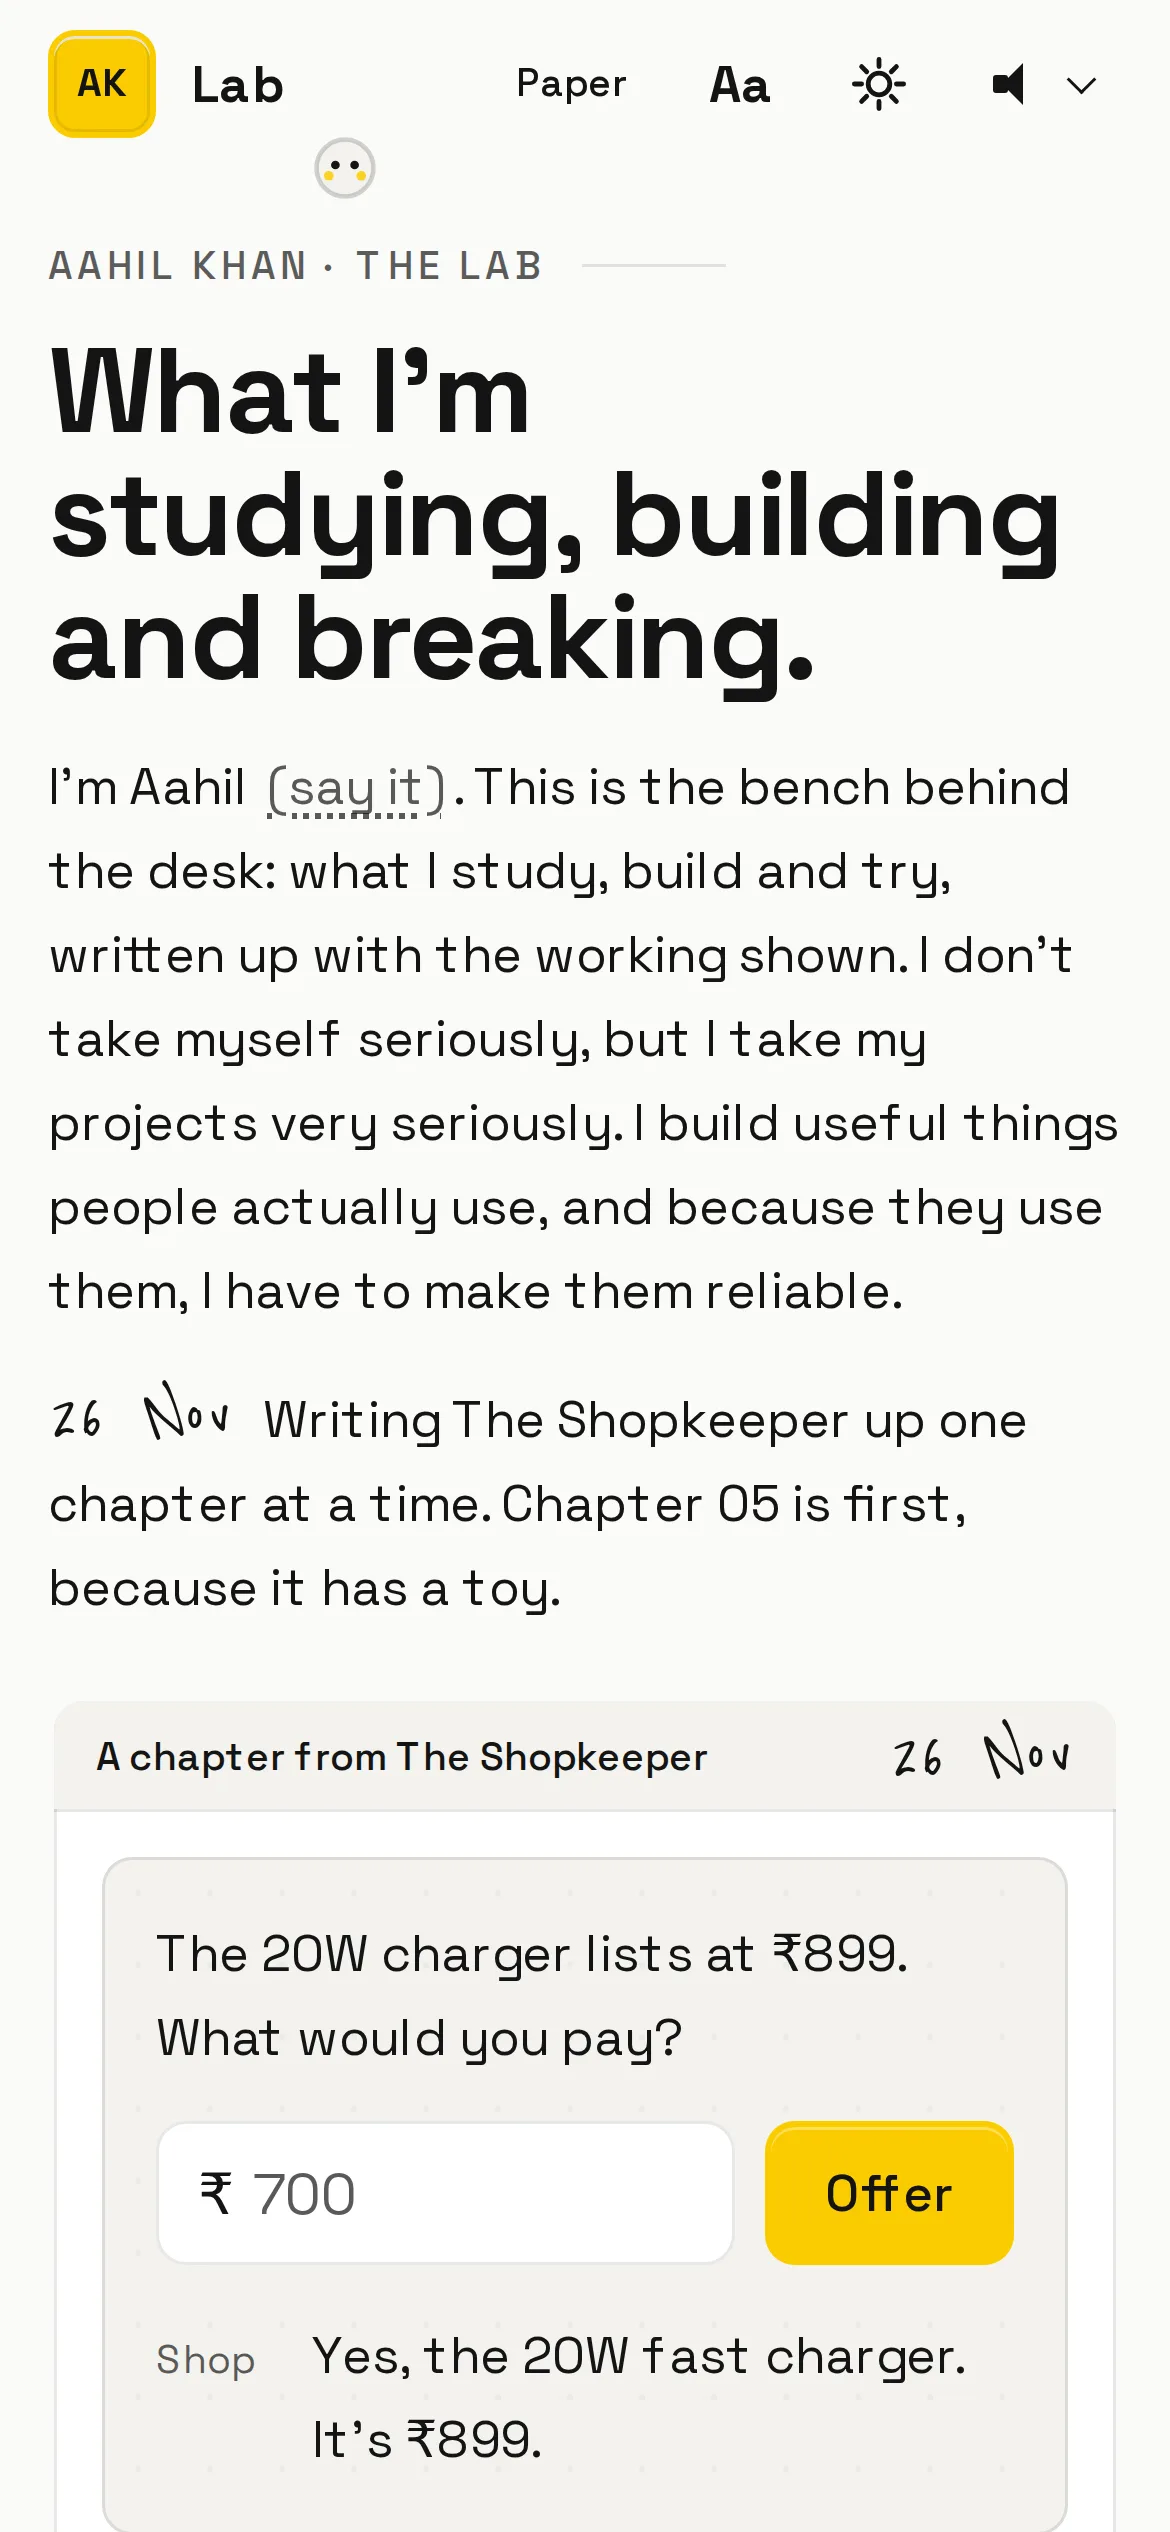 AK Lab Paper Aa
AAHIL KHAN · THE LAB
What I’m
studying, building
and breaking.
I’m Aahil (say it). This is the bench behind
the desk: what I study, build and try,
written up with the working shown. I don’t
take myself seriously, but I take my
projects very seriously. I build useful things
people actually use, and because they use
them, I have to make them reliable.
26 Nov Writing The Shopkeeper up one
chapter at a time. Chapter 05 is first,
because it has a toy.
A chapter from The Shopkeeper 26 Nov
The 20W charger lists at ₹899.
What would you pay?
₹ 700 Offer
Shop Yes, the 20W fast charger.
It’s ₹899.